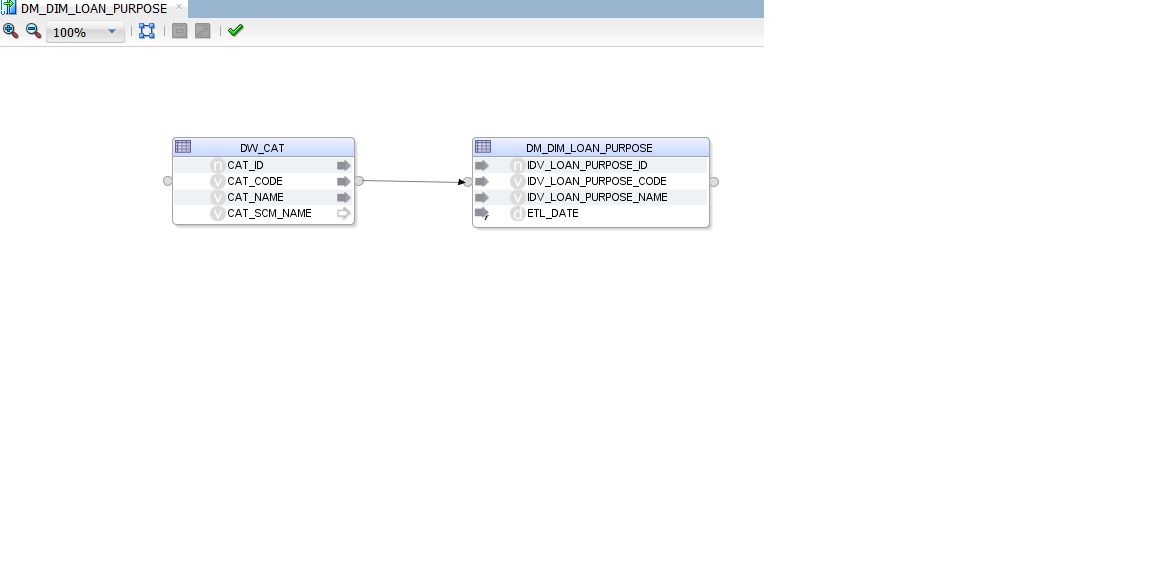 DM_DIM_LOAN_PURPOSE
100%
DW_CAT
CAT_ID
CAT_CODE
CAT_NAME
CAT_SCM_NAME
DM_DIM_LOAN_PURPOSE
IDV_LOAN_PURPOSE_ID
IDV_LOAN_PURPOSE_CODE
IDV_LOAN_PURPOSE_NAME
ETL_DATE